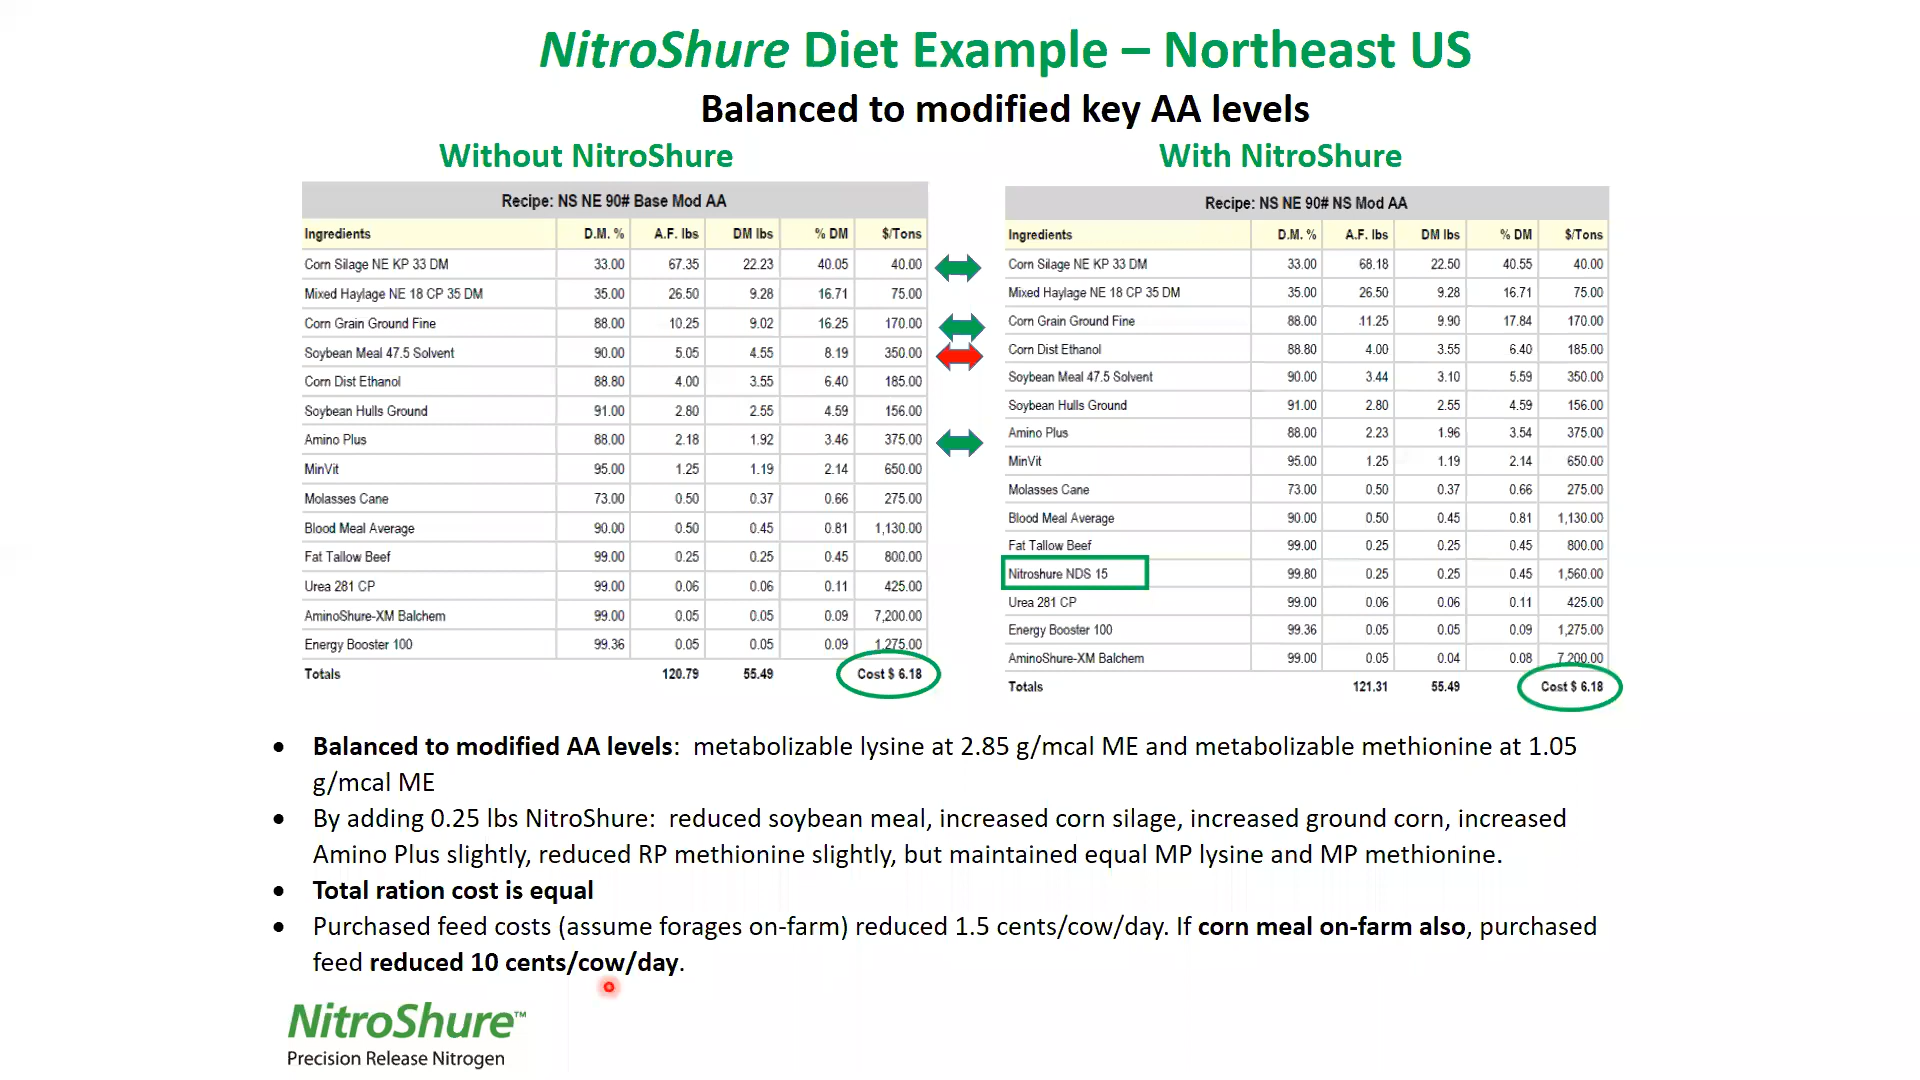 NitroShure Diet Example – Northeast US
Balanced to modified key AA levels
Without NitroShure
Recipe: NS NE 90# Base Mod AA
Ingredients D.M. % A.F. lbs DM lbs % DM $/Tons
Corn Silage NE KP 33 DM 33.00 67.35 22.23 40.05 40.00
Mixed Haylage NE 18 CP 35 DM 35.00 26.50 9.28 16.71 75.00
Corn Grain Ground Fine 88.00 10.25 9.02 16.25 170.00
Soybean Meal 47.5 Solvent 90.00 5.05 4.55 8.19 350.00
Corn Dist Ethanol 88.80 4.00 3.55 6.40 185.00
Soybean Hulls Ground 91.00 2.80 2.55 4.59 156.00
Amino Plus 88.00 2.18 1.92 3.46 375.00
MinVit 95.00 1.25 1.19 2.14 650.00
Molasses Cane 73.00 0.50 0.37 0.66 275.00
Blood Meal Average 90.00 0.50 0.45 0.81 1,130.00
Fat Tallow Beef 99.00 0.25 0.25 0.45 800.00
Urea 281 CP 99.00 0.06 0.06 0.11 425.00
AminoShure-XM Balchem 99.00 0.05 0.05 0.09 7,200.00
Energy Booster 100 99.36 0.05 0.05 0.09 1,275.00
Totals 120.79 55.49 Cost $ 6.18
With NitroShure
Recipe: NS NE 90# NS Mod AA
Ingredients D.M. % A.F. lbs DM lbs % DM $/Tons
Corn Silage NE KP 33 DM 33.00 68.18 22.50 40.55 40.00
Mixed Haylage NE 18 CP 35 DM 35.00 26.50 9.28 16.71 75.00
Corn Grain Ground Fine 88.00 11.25 9.90 17.84 170.00
Corn Dist Ethanol 88.80 4.00 3.55 6.40 185.00
Soybean Meal 47.5 Solvent 90.00 3.44 3.10 5.59 350.00
Soybean Hulls Ground 91.00 2.80 2.55 4.59 156.00
Amino Plus 88.00 2.23 1.96 3.54 375.00
MinVit 95.00 1.25 1.19 2.14 650.00
Molasses Cane 73.00 0.50 0.37 0.66 275.00
Blood Meal Average 90.00 0.50 0.45 0.81 1,130.00
Fat Tallow Beef 99.00 0.25 0.25 0.45 800.00
Nitroshure NDS 15 99.80 0.25 0.25 0.45 1,560.00
Urea 281 CP 99.00 0.06 0.06 0.11 425.00
Energy Booster 100 99.36 0.05 0.05 0.09 1,275.00
AminoShure-XM Balchem 99.00 0.05 0.04 0.08 7,200.00
Totals 121.31 55.49 Cost $ 6.18
• Balanced to modified AA levels: metabolizable lysine at 2.85 g/mcal ME and metabolizable methionine at 1.05
g/mcal ME
• By adding 0.25 lbs NitroShure: reduced soybean meal, increased corn silage, increased ground corn, increased
Amino Plus slightly, reduced RP methionine slightly, but maintained equal MP lysine and MP methionine.
• Total ration cost is equal
• Purchased feed costs (assume forages on-farm) reduced 1.5 cents/cow/day. If corn meal on-farm also, purchased
feed reduced 10 cents/cow/day.
NitroShure™
Precision Release Nitrogen